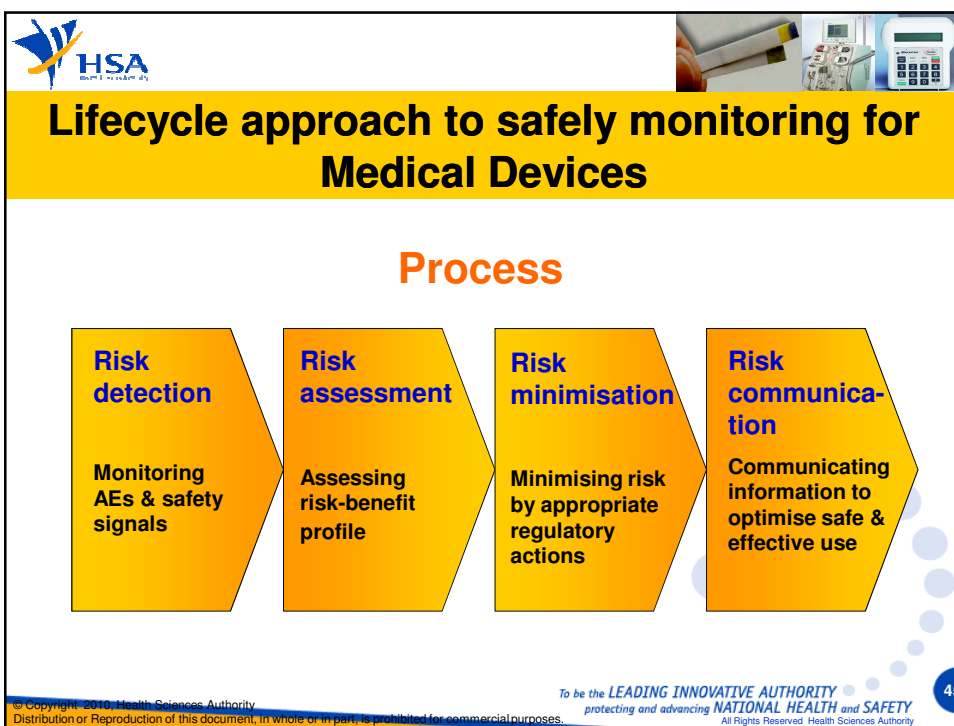 HSA
Lifecycle approach to safely monitoring for
Medical Devices
Process
Risk
detection
Monitoring
AEs & safety
signals
Risk
assessment
Assessing
risk-benefit
profile
Risk
minimisation
Minimising risk
by appropriate
regulatory
actions
Risk
communica-
tion
Communicating
information to
optimise safe &
effective use
© Copyright 2010, Health Sciences Authority
Distribution or Reproduction of this document, in whole or in part, is prohibited for commercial purposes.
To be the LEADING INNOVATIVE AUTHORITY
protecting and advancing NATIONAL HEALTH and SAFETY
All Rights Reserved Health Sciences Authority